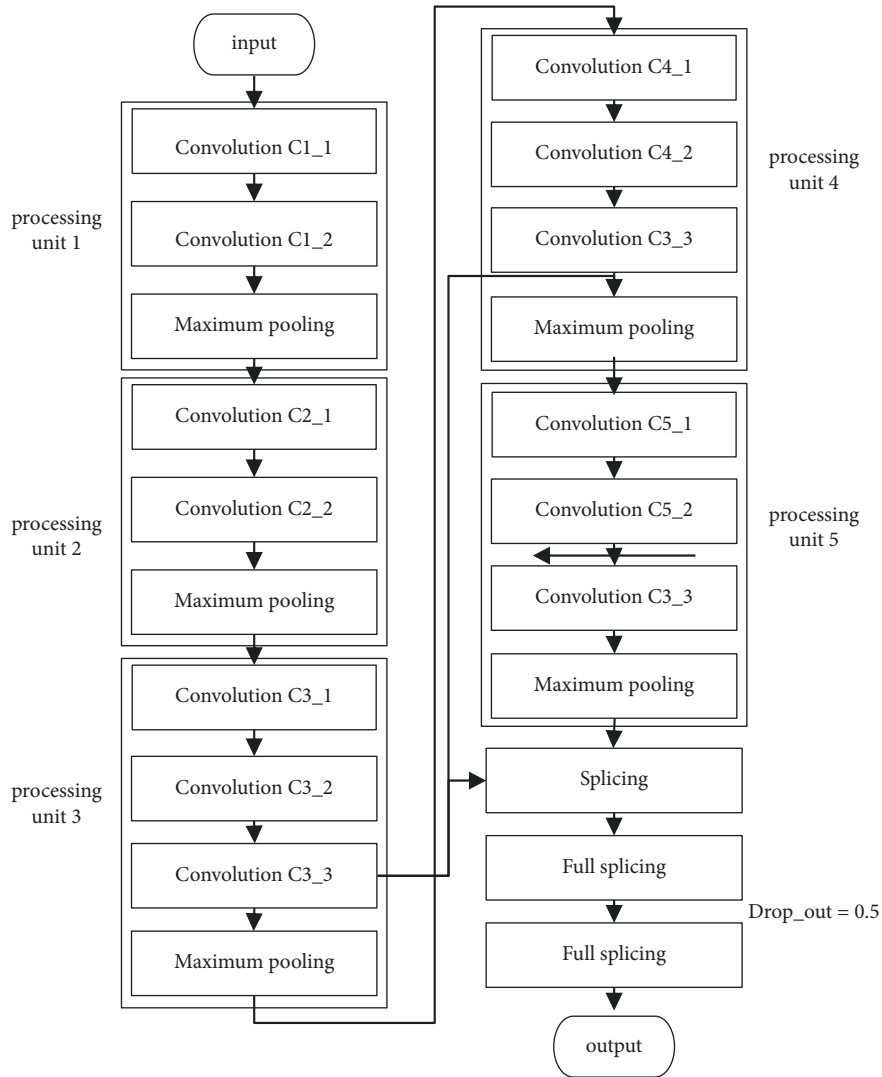 input
processing
unit 1
Convolution C1_1
Convolution C1_2
Maximum pooling
processing
unit 2
Convolution C2_1
Convolution C2_2
Maximum pooling
processing
unit 3
Convolution C3_1
Convolution C3_2
Convolution C3_3
Maximum pooling
Convolution C4_1
Convolution C4_2
Convolution C3_3
Maximum pooling
processing
unit 4
Convolution C5_1
Convolution C5_2
Convolution C3_3
Maximum pooling
processing
unit 5
Splicing
Full splicing
Drop_out = 0.5
Full splicing
output